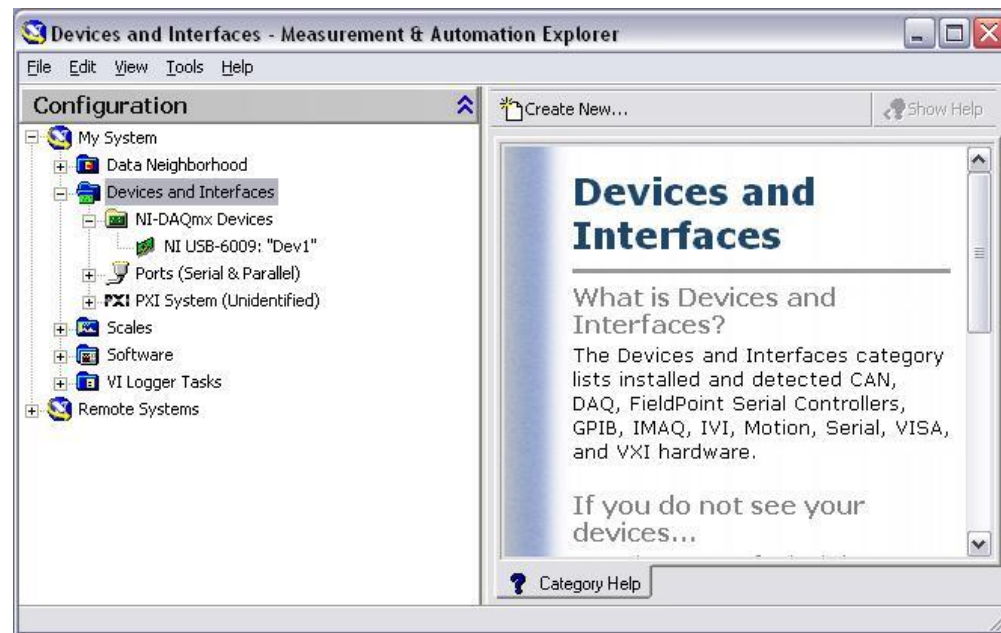 Devices and Interfaces - Measurement & Automation Explorer
File Edit View Tools Help
Configuration
My System
Data Neighborhood
Devices and Interfaces
NI-DAQmx Devices
NI USB-6009: "Dev1"
Ports (Serial & Parallel)
PXI PXI System (Unidentified)
Scales
Software
VI Logger Tasks
Remote Systems
Create New...
Show Help
Devices and
Interfaces
What is Devices and
Interfaces?
The Devices and Interfaces category
lists installed and detected CAN,
DAQ, FieldPoint Serial Controllers,
GPIB, IMAQ, IVI, Motion, Serial, VISA,
and VXI hardware.
If you do not see your
devices...
Category Help